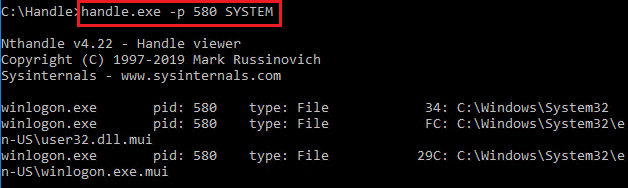 C:\Handle>handle.exe -p 580 SYSTEM
Nthandle v4.22 - Handle viewer
Copyright (C) 1997-2019 Mark Russinovich
Sysinternals - www.sysinternals.com
winlogon.exe pid: 580 type: File 34: C:\Windows\System32
winlogon.exe pid: 580 type: File FC: C:\Windows\System32\e
n-US\user32.dll.mui
winlogon.exe pid: 580 type: File 29C: C:\Windows\System32\e
n-US\winlogon.exe.mui